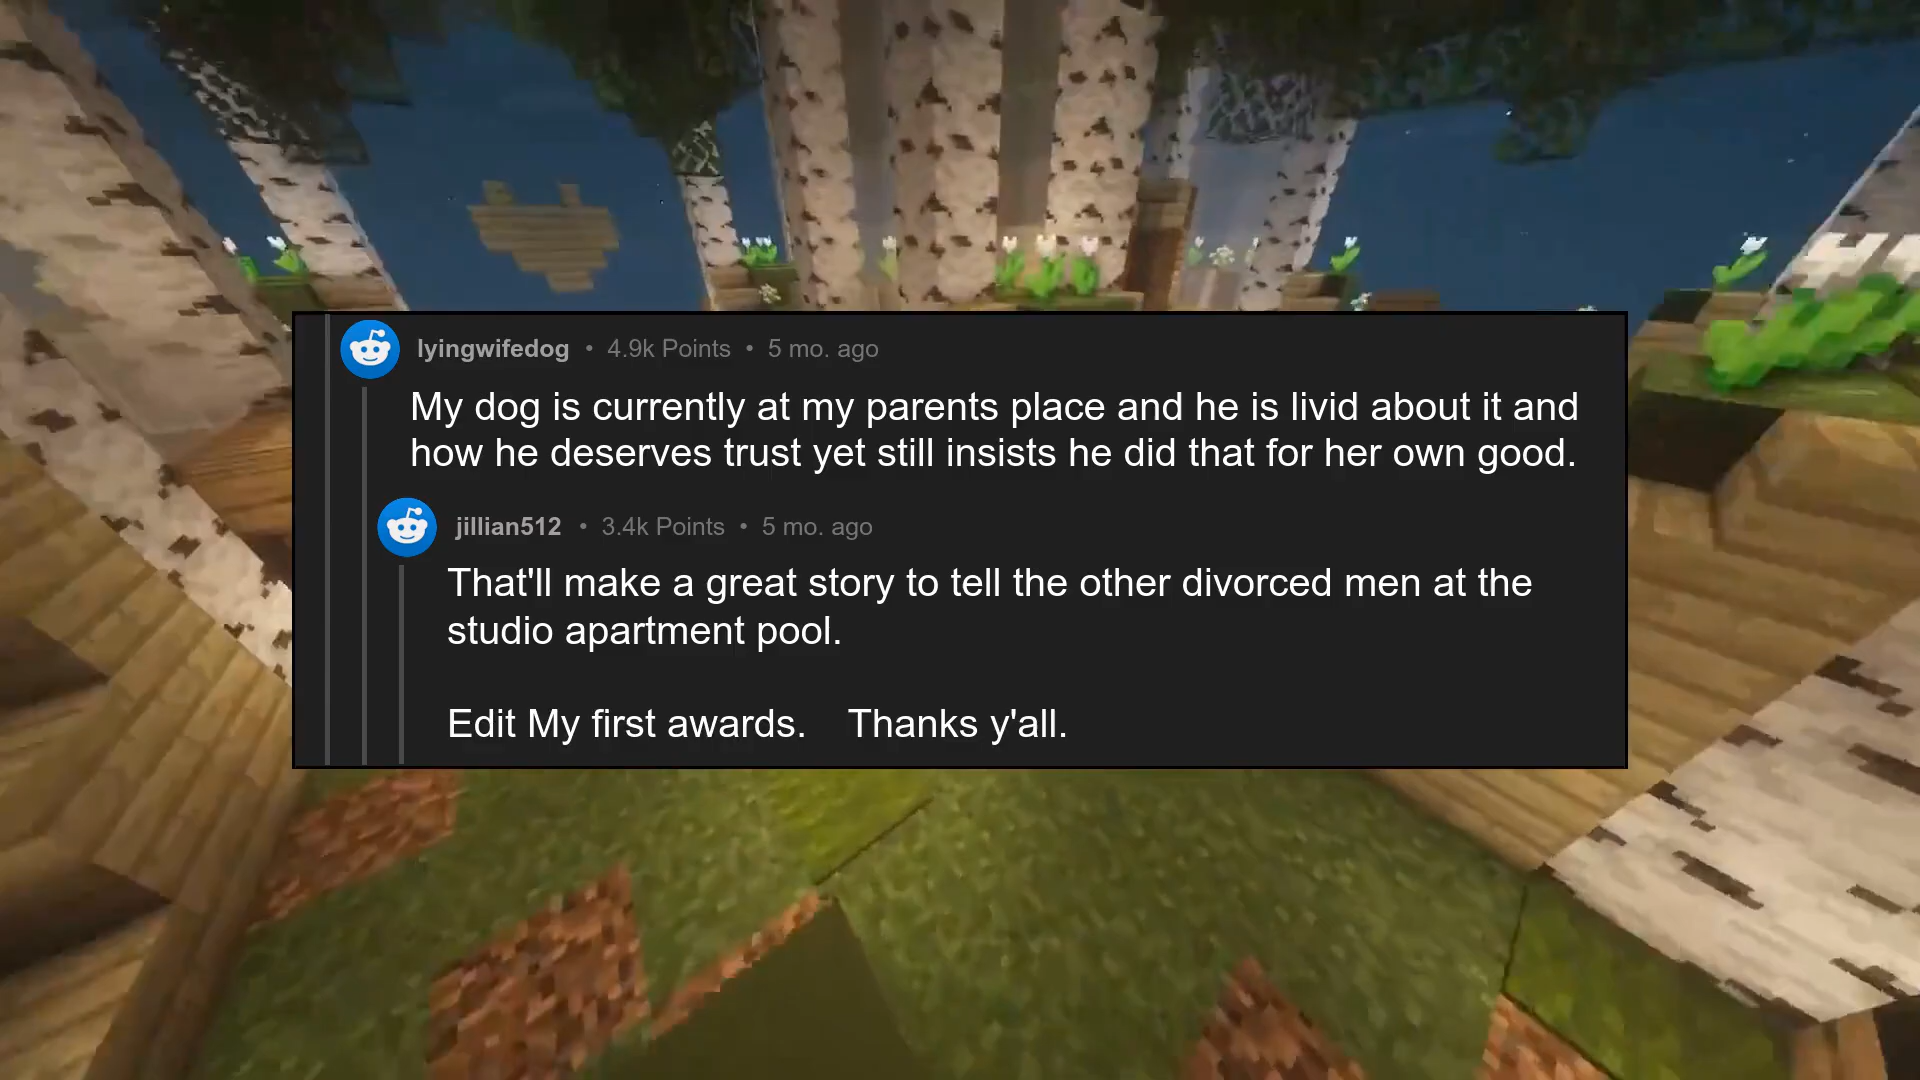 lyingwifedog • 4.9k Points • 5 mo. ago
My dog is currently at my parents place and he is livid about it and
how he deserves trust yet still insists he did that for her own good.
jillian512 • 3.4k Points • 5 mo. ago
That'll make a great story to tell the other divorced men at the
studio apartment pool.
Edit My first awards. Thanks y'all.